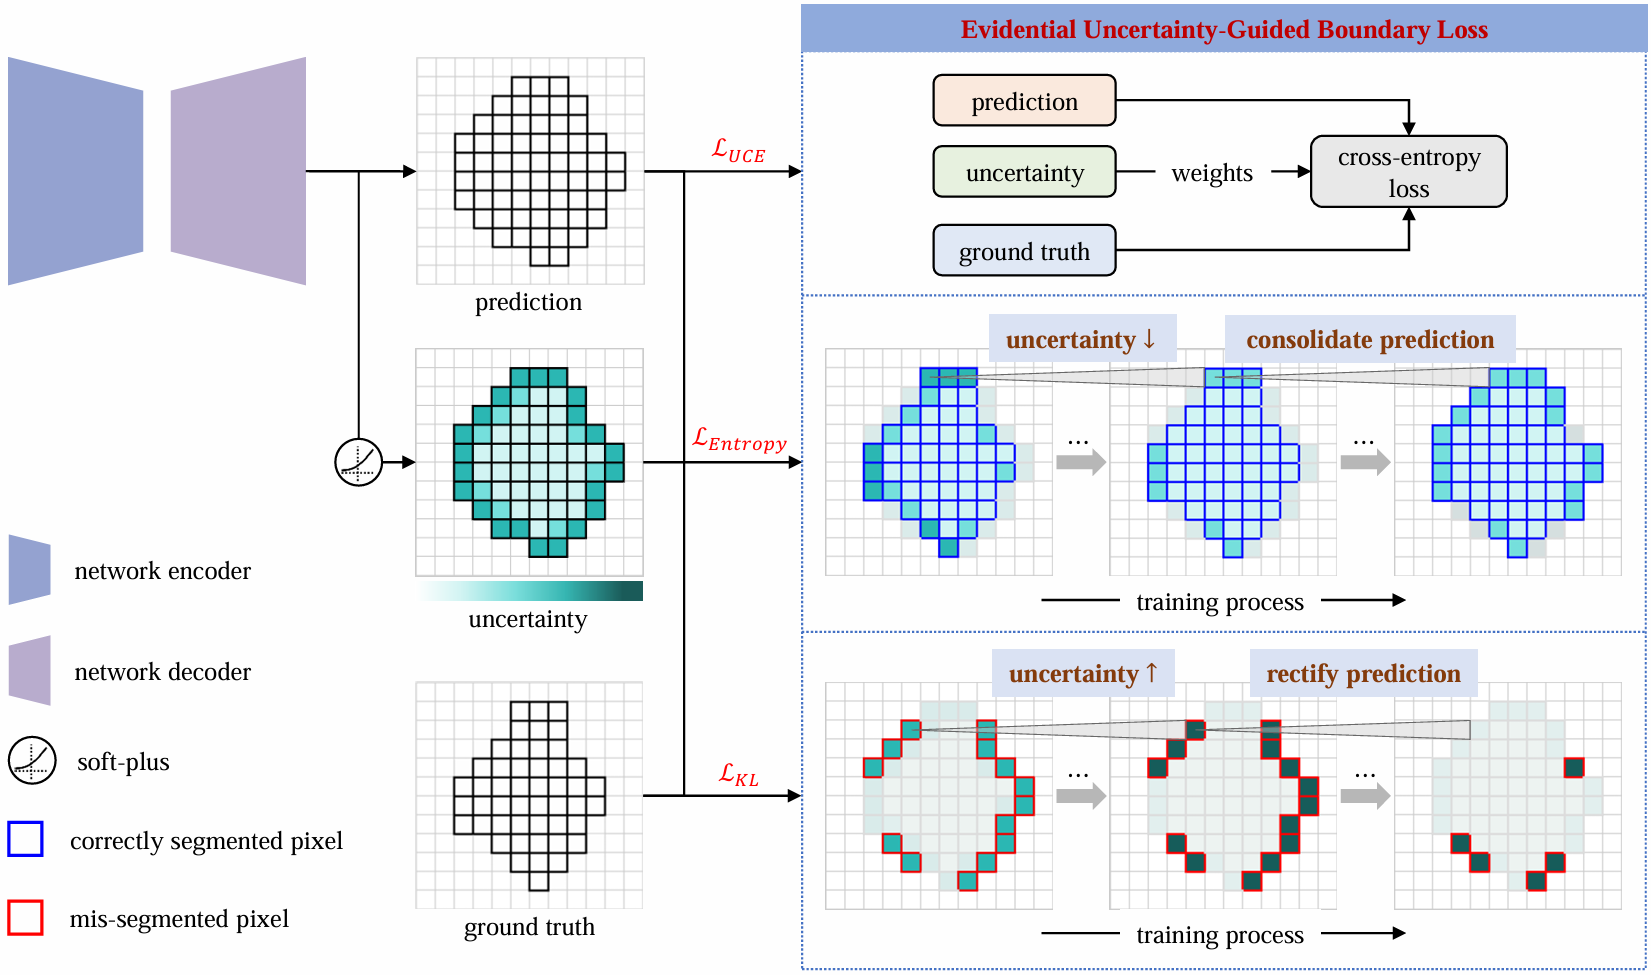 Evidential Uncertainty-Guided Boundary Loss
prediction
uncertainty
weights
ground truth
cross-entropy
loss
ℒUCE
prediction
uncertainty ↓
consolidate prediction
ℒEntropy
...
...
uncertainty
training process
network encoder
network decoder
soft-plus
correctly segmented pixel
mis-segmented pixel
uncertainty ↑
rectify prediction
ℒKL
...
...
ground truth
training process